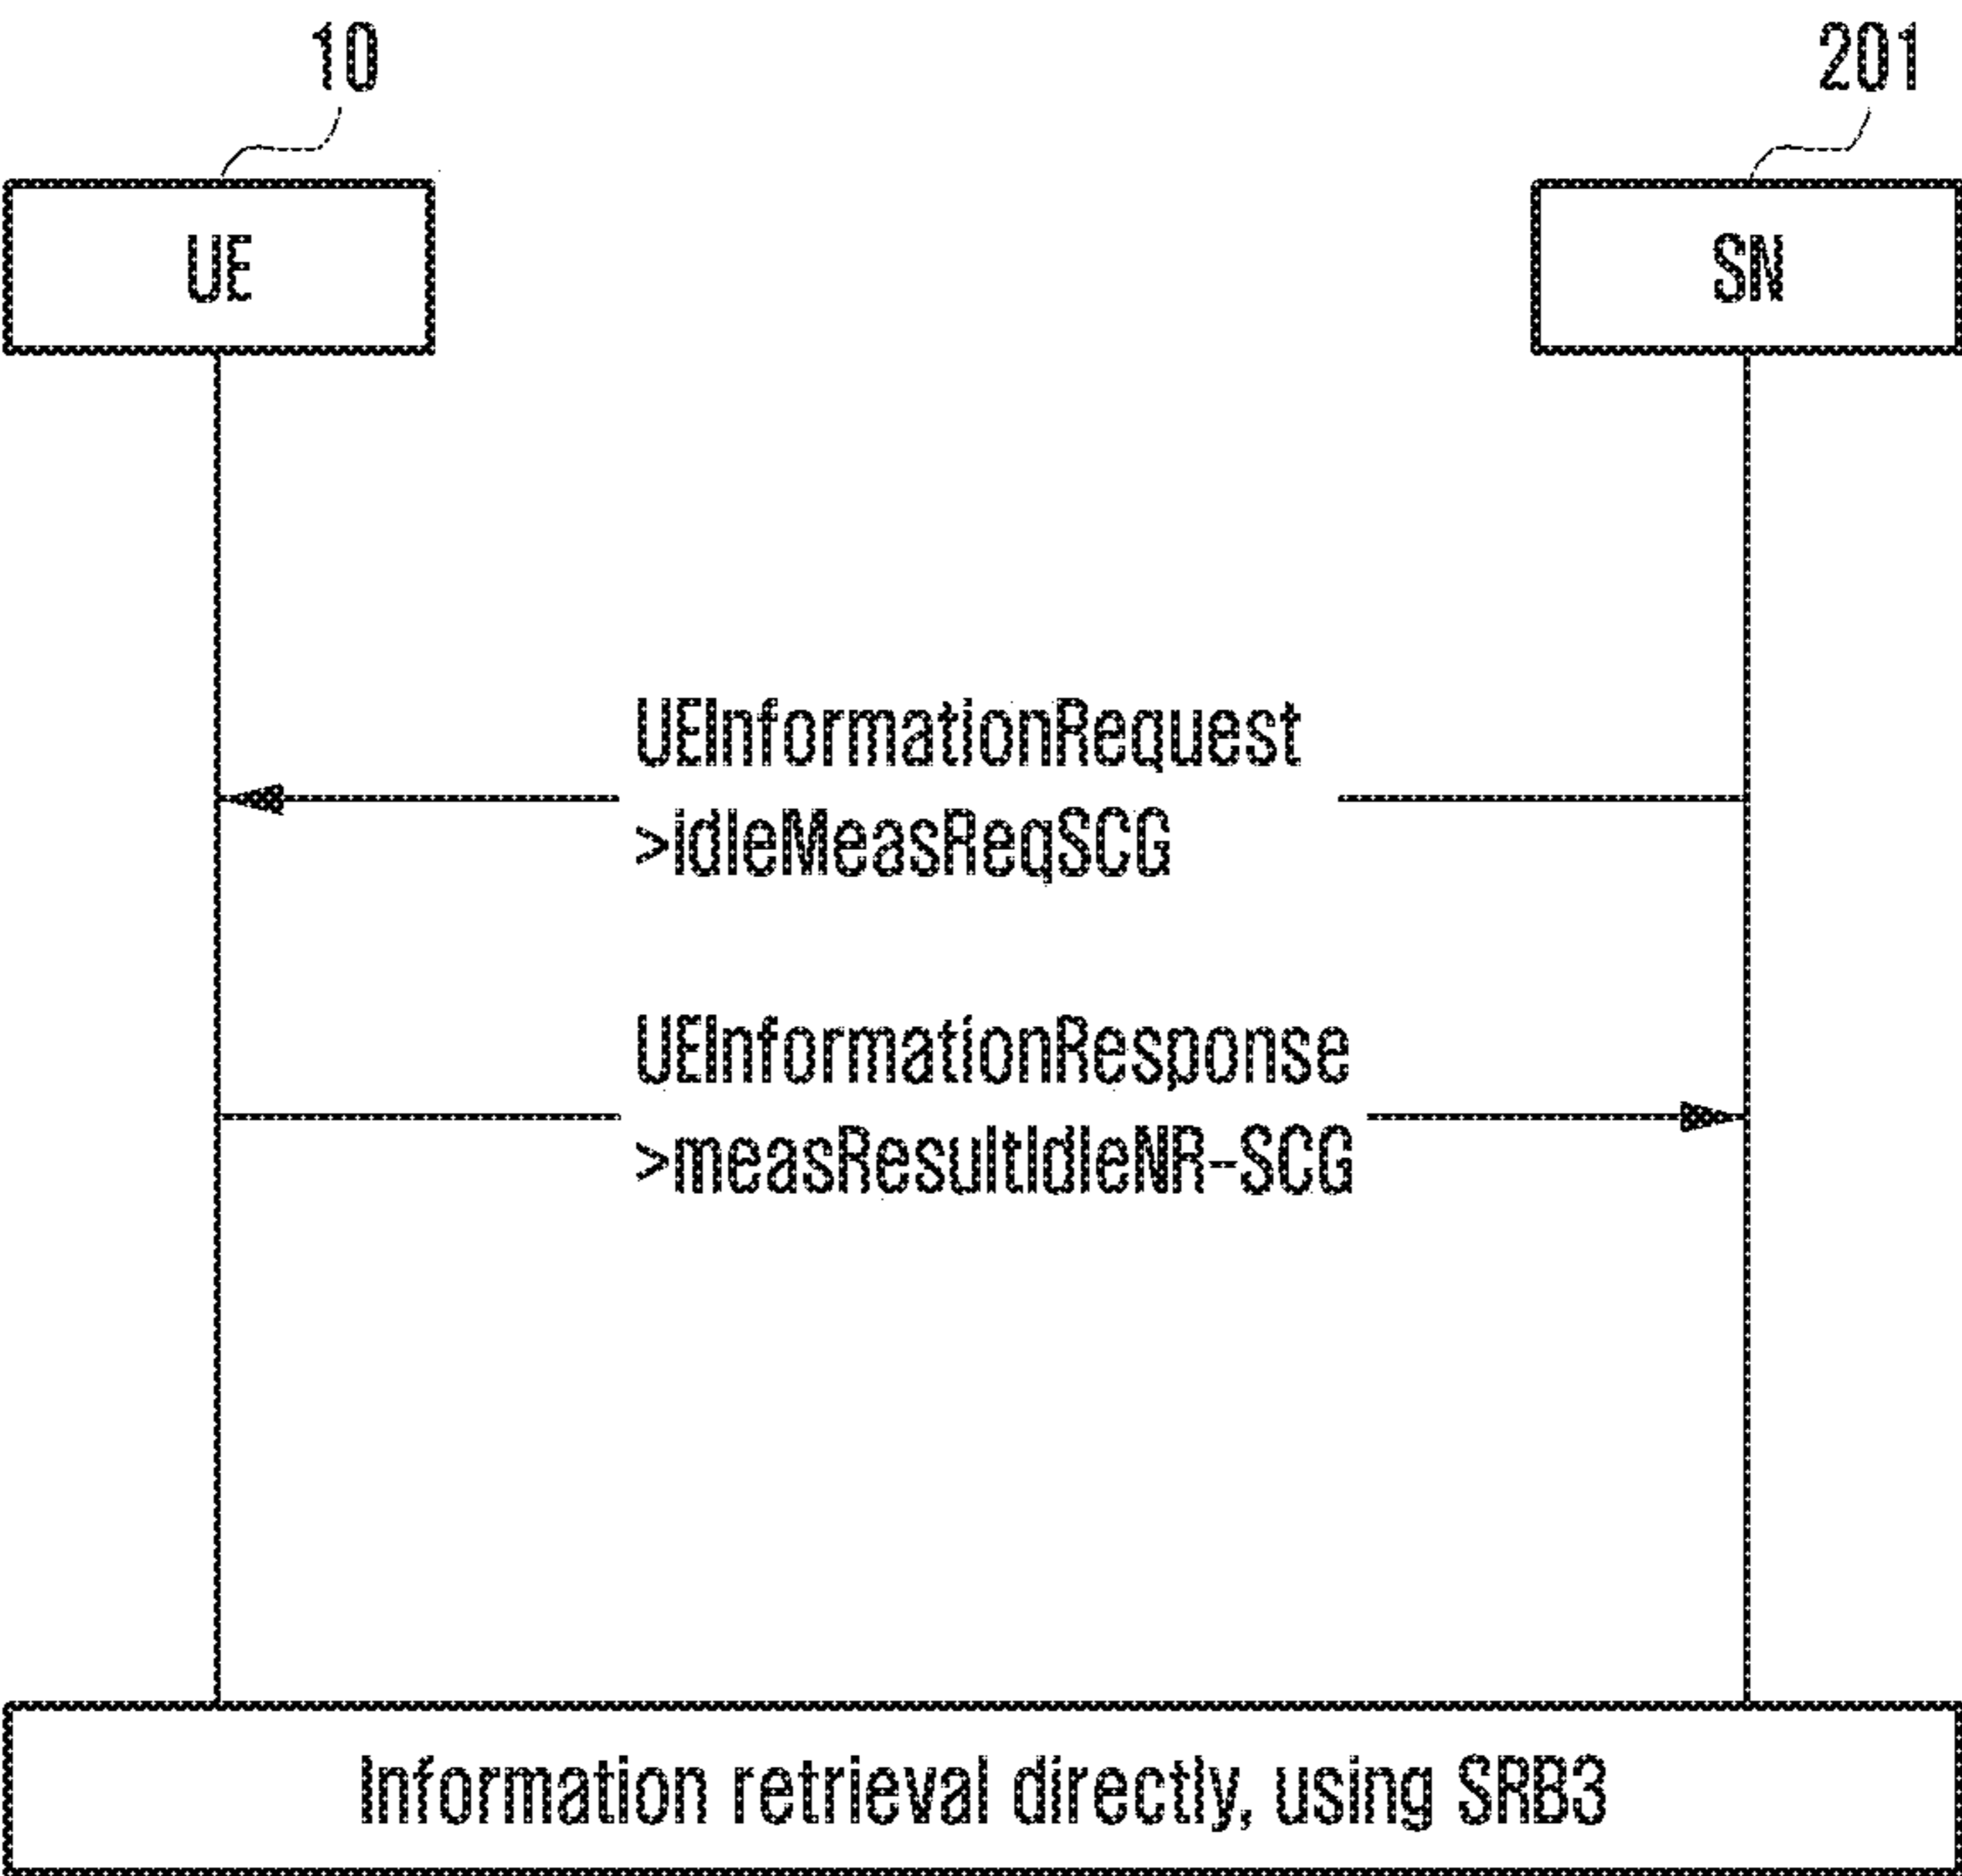 10
201
UE
SN
UEInformationRequest
>idleMeasReqSCG
UEInformationResponse
>measResultIdleNR-SCG
Information retrieval directly, using SRB3